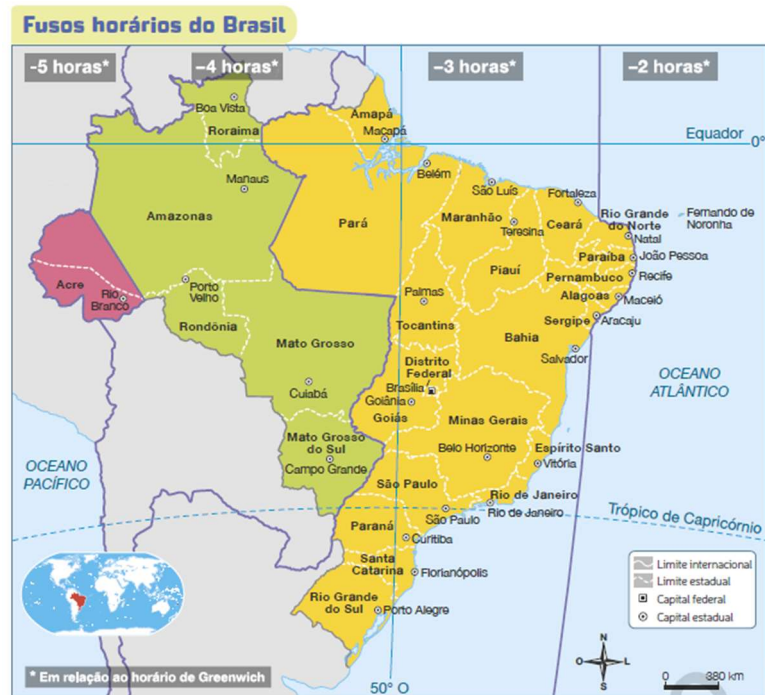 Fusos horários do Brasil
-5 horas*
–4 horas*
–3 horas*
–2 horas*
Boa Vista
Roraima
Amapá
Macapá
Equador
0°
Manaus
Amazonas
Belém
São Luís
Fortaleza
Pará
Maranhão
Teresina
Ceará
Rio Grande
do Norte
Natal
Fernando de
Noronha
Paraíba
João Pessoa
Piauí
Pernambuco
Recife
Acre
Rio
Branco
Porto
Velho
Palmas
Alagoas
Maceió
Rondônia
Tocantins
Sergipe
Aracaju
Mato Grosso
Bahia
Salvador
Distrito
Federal
Brasília
OCEANO
ATLÂNTICO
Cuiabá
Goiânia
Goiás
Minas Gerais
Mato Grosso
do Sul
Campo Grande
Belo Horizonte
Espírito Santo
Vitória
OCEANO
PACÍFICO
São Paulo
Rio de Janeiro
Rio de Janeiro
São Paulo
Trópico de Capricórnio
Paraná
Curitiba
Santa
Catarina
Florianópolis
Rio Grande
do Sul
Porto Alegre
Limite internacional
Limite estadual
Capital federal
Capital estadual
N
O
L
S
0
380 km
50° O
* Em relação ao horário de Greenwich